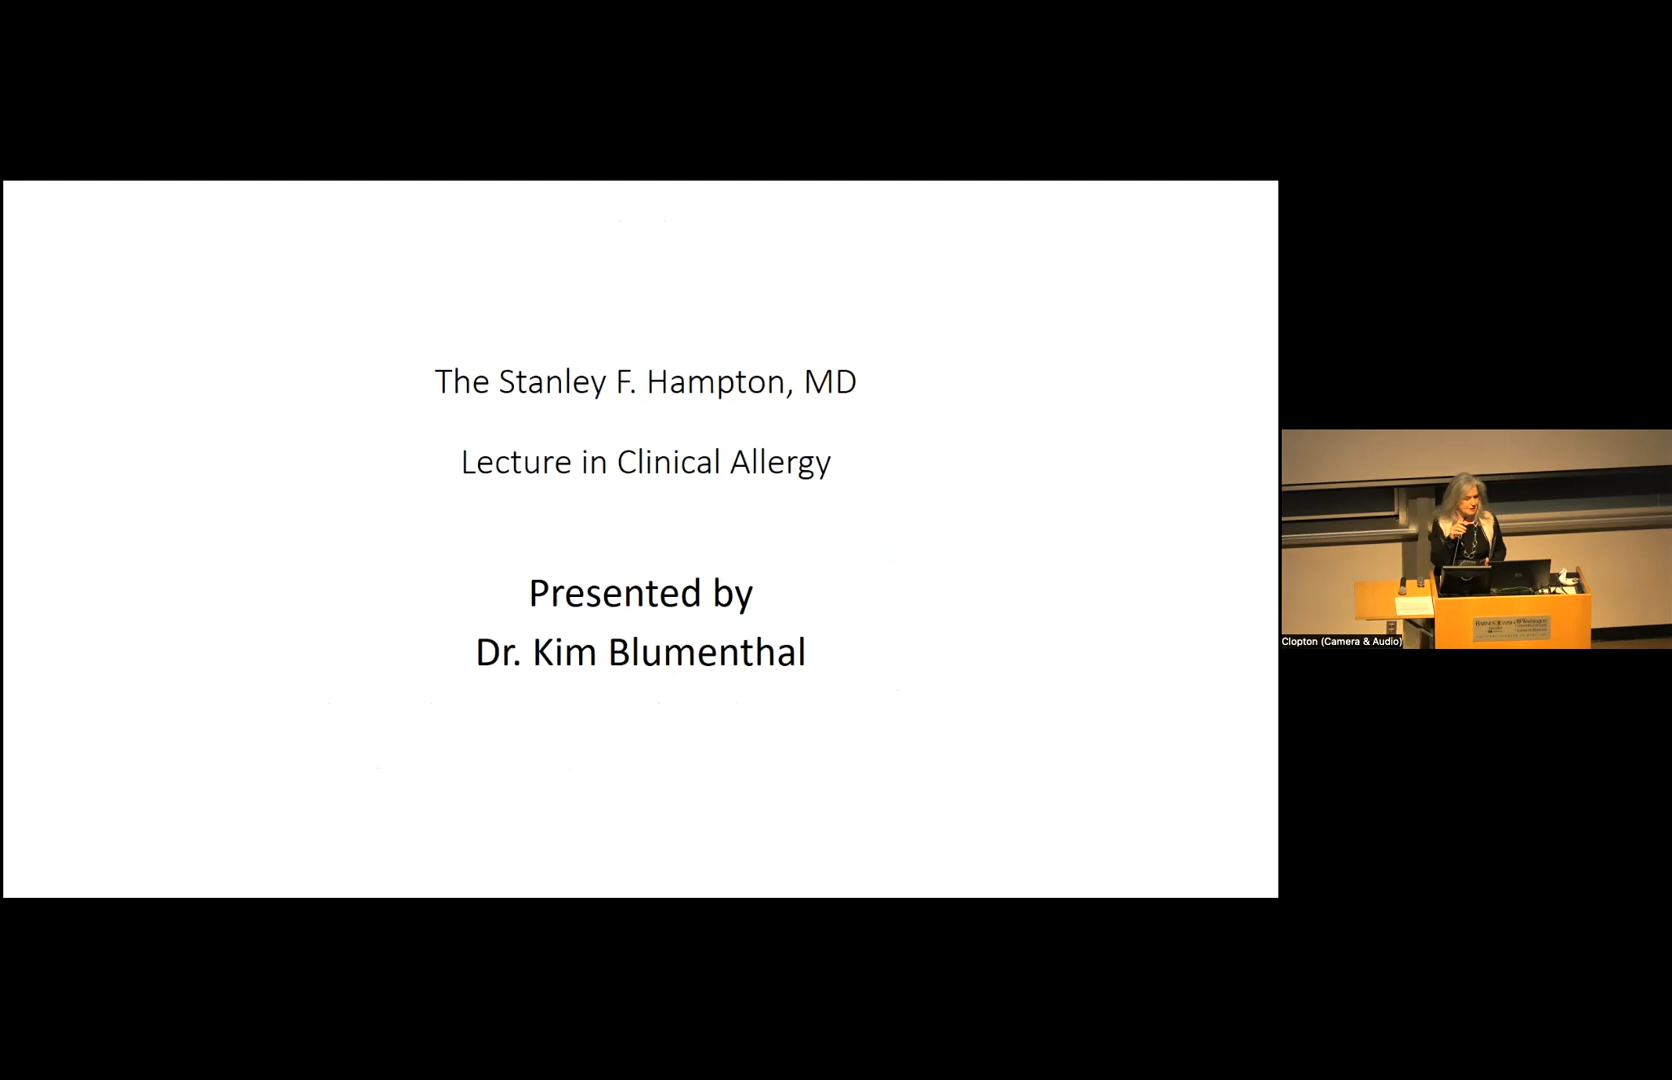 The Stanley F. Hampton, MD
Lecture in Clinical Allergy
Presented by
Dr. Kim Blumenthal
Clopton (Camera & Audio)